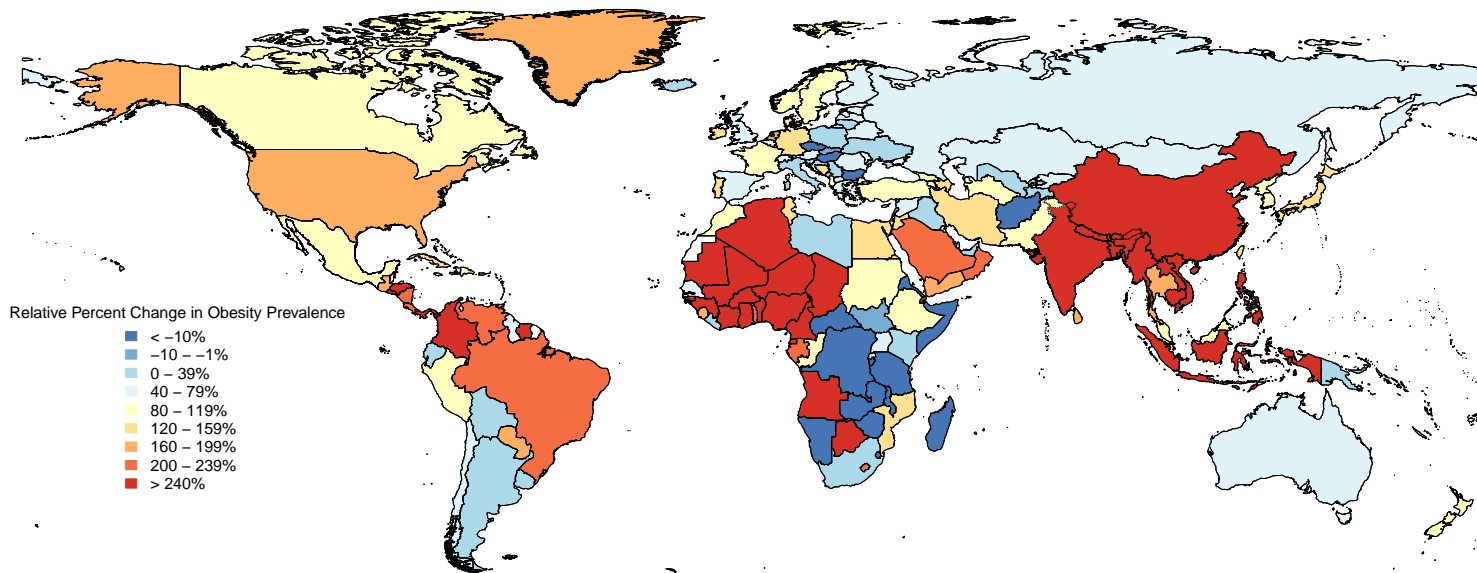 Relative Percent Change in Obesity Prevalence
< −10%
−10 − −1%
0 − 39%
40 − 79%
80 − 119%
120 − 159%
160 − 199%
200 − 239%
> 240%